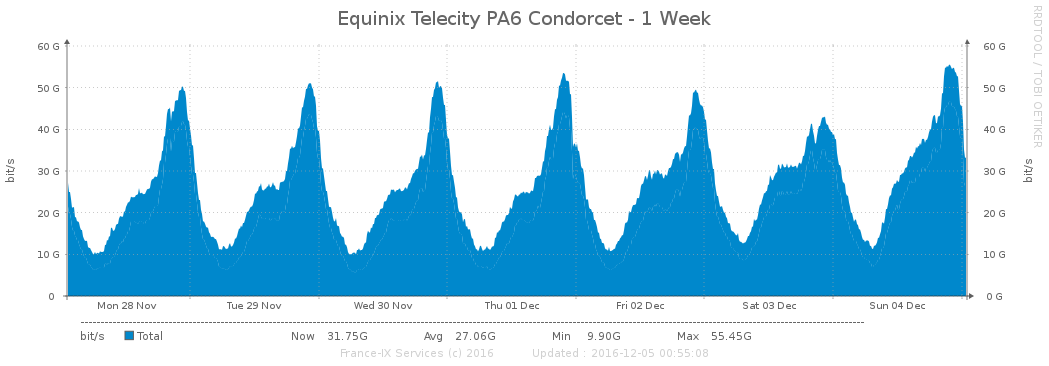 Equinix Telecity PA6 Condorcet - 1 Week
RRDTOOL / TOBI OETIKER
60 G 60 G
50 G 50 G
40 G 40 G
30 G 30 G
20 G 20 G
10 G 10 G
0 0 G
bit/s
bit/s
Mon 28 Nov Tue 29 Nov Wed 30 Nov Thu 01 Dec Fri 02 Dec Sat 03 Dec Sun 04 Dec
bit/s Total Now 31.75G Avg 27.06G Min 9.90G Max 55.45G
France-IX Services (c) 2016 Updated : 2016-12-05 00:55:08